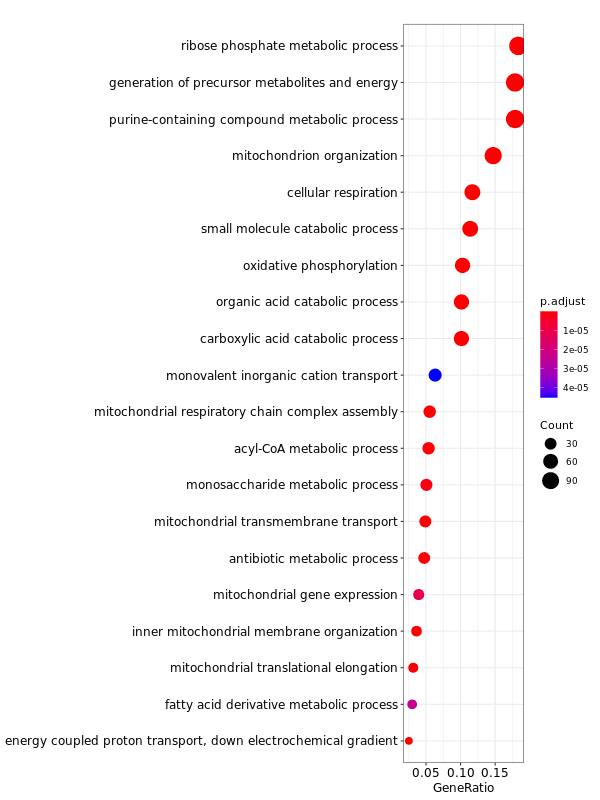 ribose phosphate metabolic process
generation of precursor metabolites and energy
purine-containing compound metabolic process
mitochondrion organization
cellular respiration
small molecule catabolic process
oxidative phosphorylation
organic acid catabolic process
carboxylic acid catabolic process
monovalent inorganic cation transport
mitochondrial respiratory chain complex assembly
acyl-CoA metabolic process
monosaccharide metabolic process
mitochondrial transmembrane transport
antibiotic metabolic process
mitochondrial gene expression
inner mitochondrial membrane organization
mitochondrial translational elongation
fatty acid derivative metabolic process
energy coupled proton transport, down electrochemical gradient
0.05 0.10 0.15
GeneRatio
p.adjust
1e-05
2e-05
3e-05
4e-05
Count
30
60
90